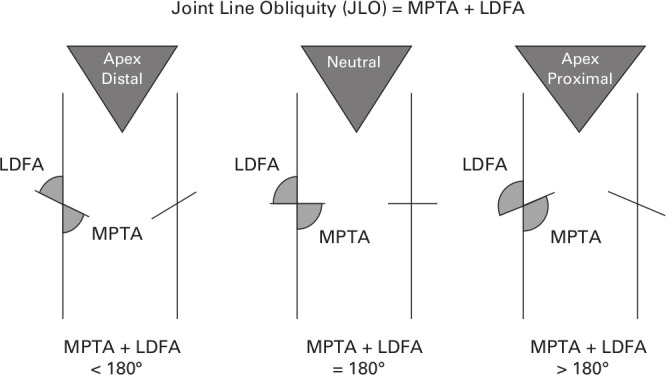 Joint Line Obliquity (JLO) = MPTA + LDFA
Apex
Distal
Neutral
Apex
Proximal
LDFA
LDFA
LDFA
MPTA
MPTA
MPTA
MPTA + LDFA
< 180°
MPTA + LDFA
= 180°
MPTA + LDFA
> 180°